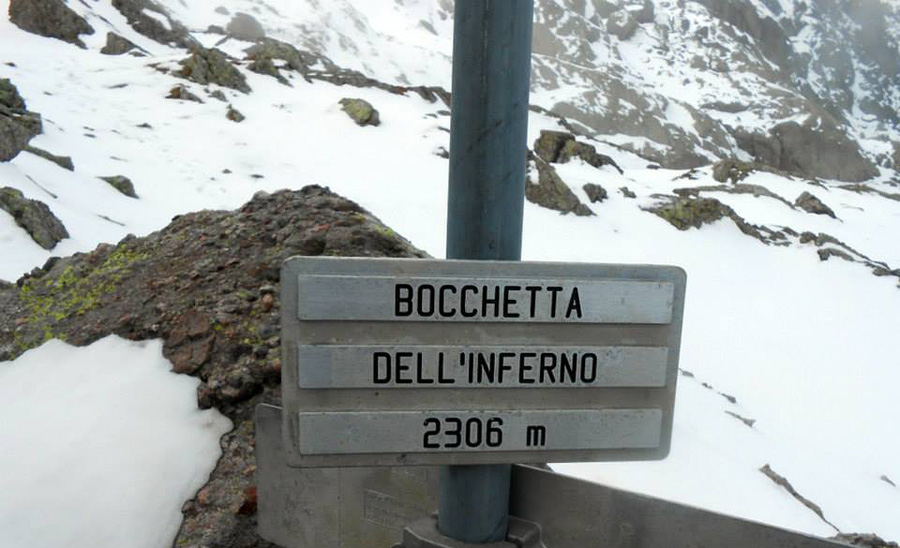 BOCCHETTA
DELL'INFERNO
2306 m